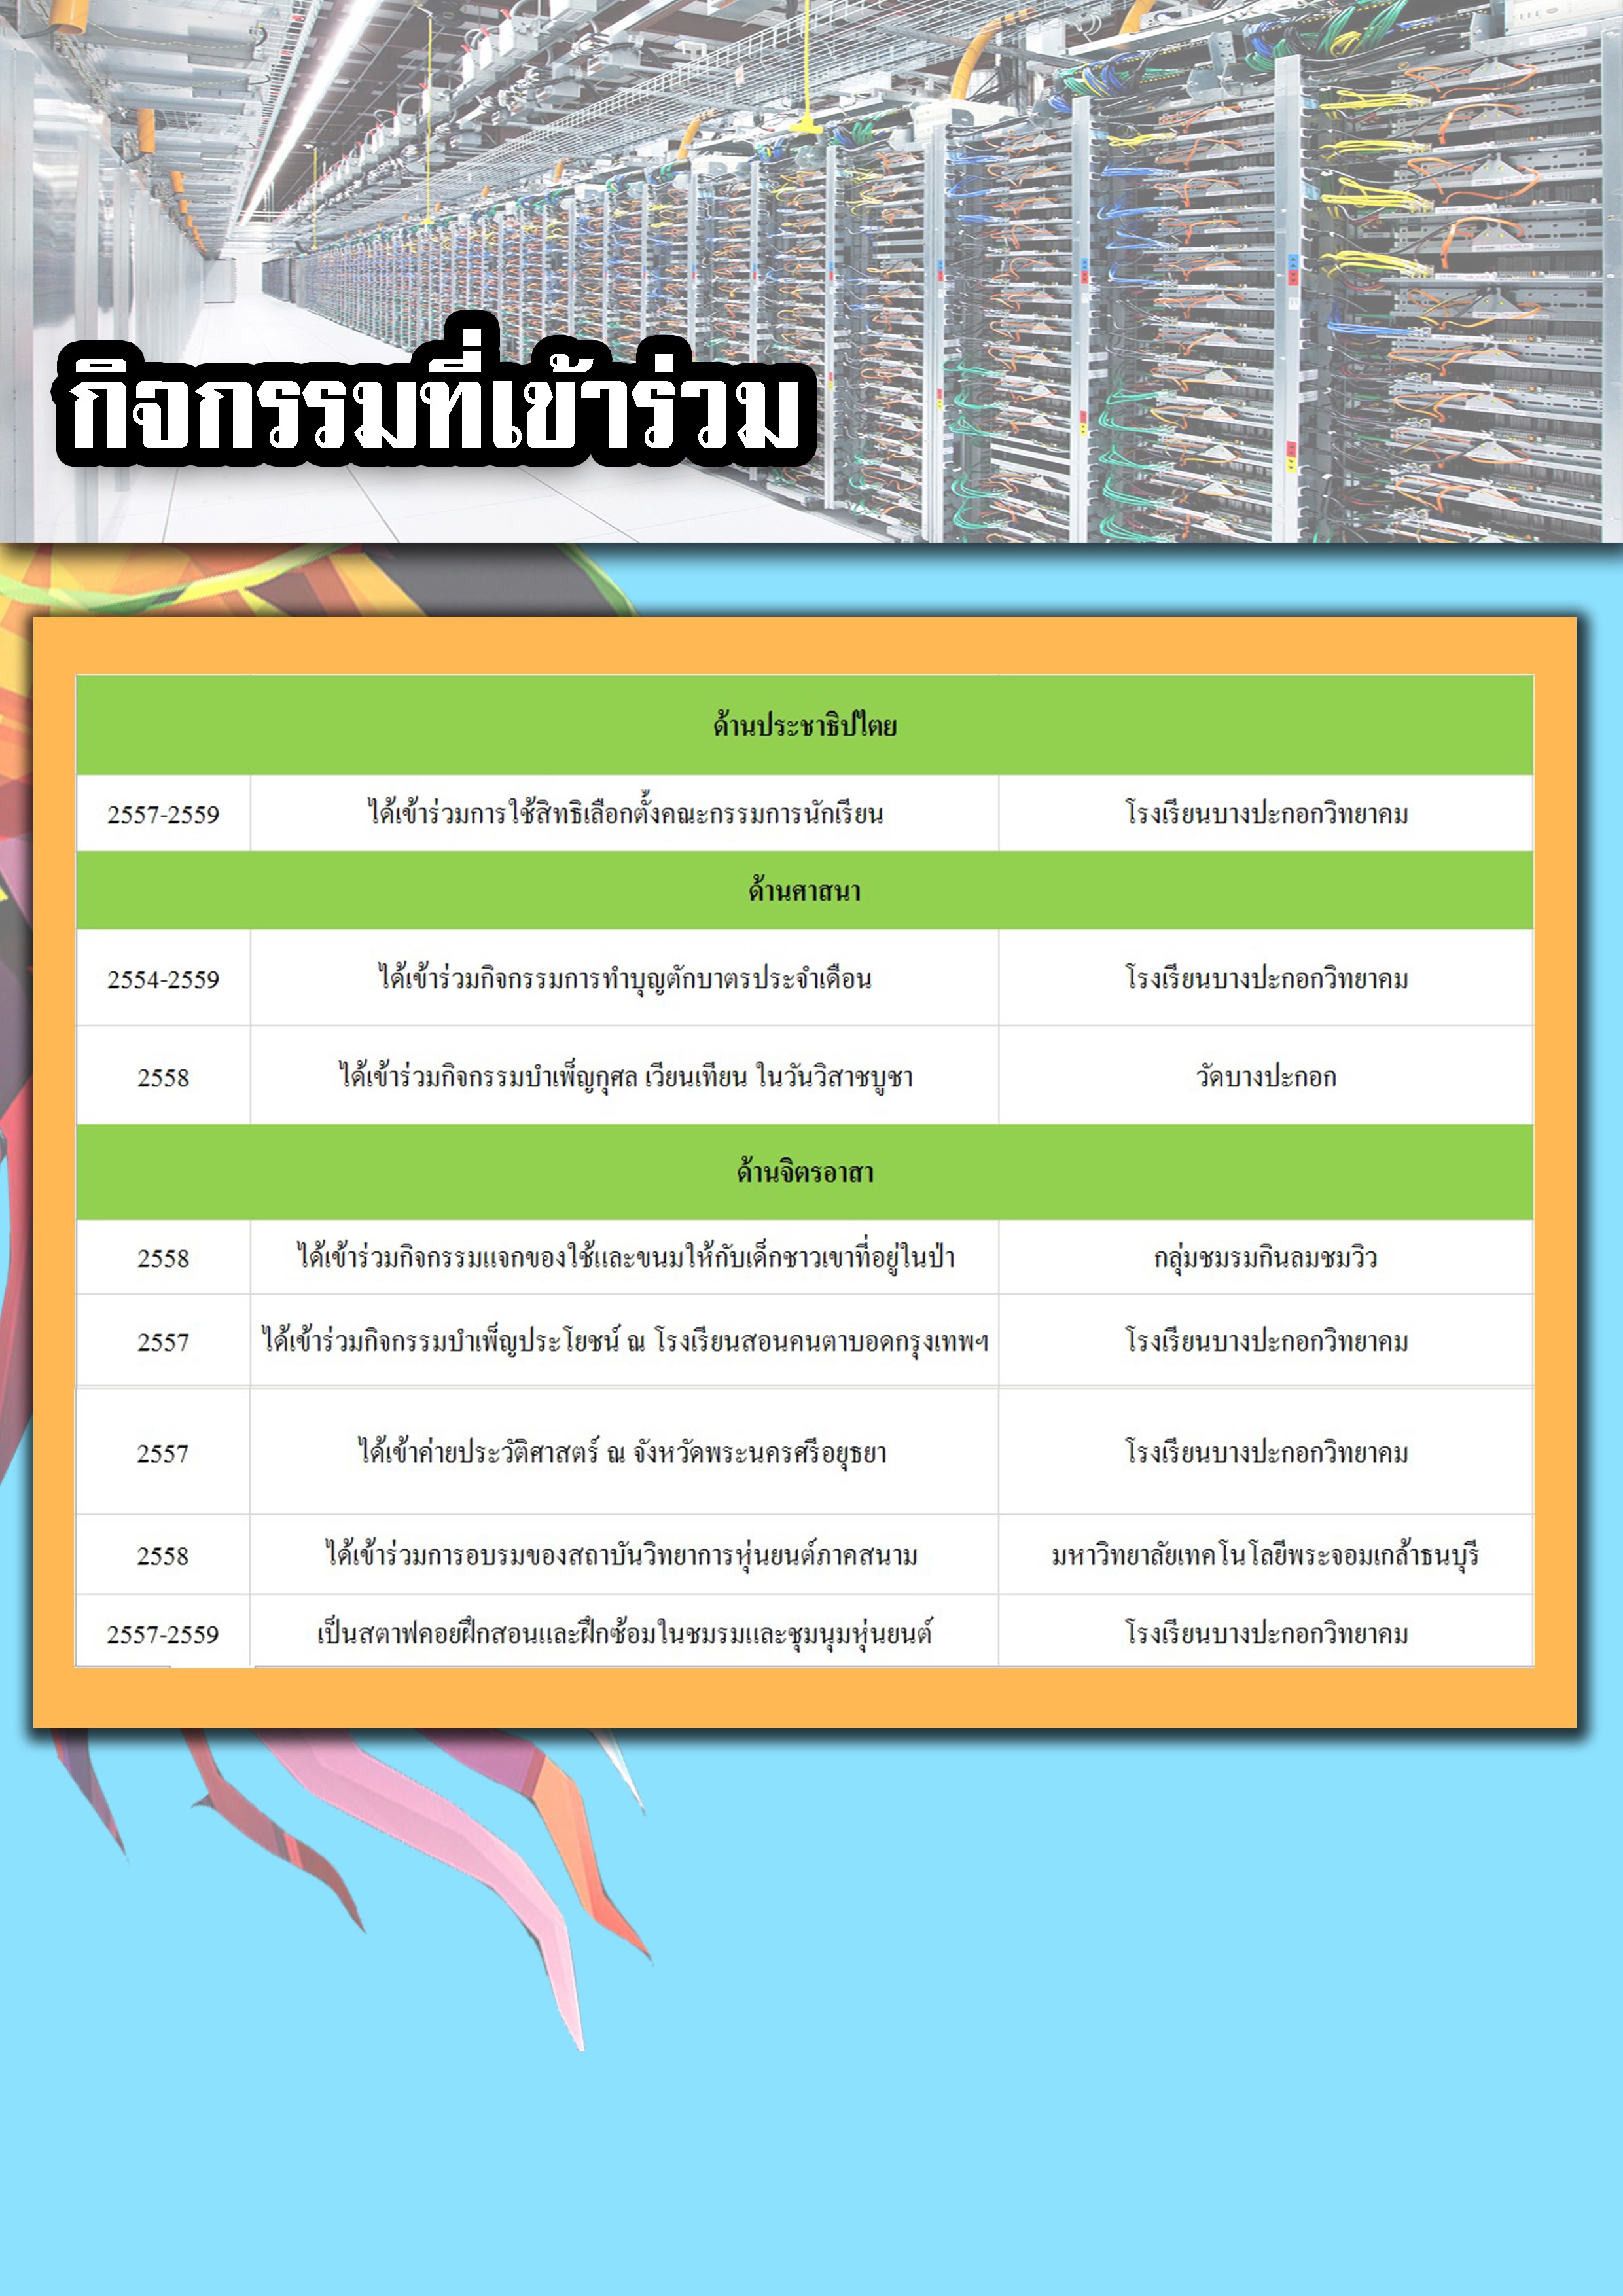 กิจกรรมที่เข้าร่วม
ด้านประชาธิปไตย
2557-2559 ได้เข้าร่วมการใช้สิทธิเลือกตั้งคณะกรรมการนักเรียน โรงเรียนบางปะกอกวิทยาคม
ด้านศาสนา
2554-2559 ได้เข้าร่วมกิจกรรมการทำบุญตักบาตรประจำเดือน โรงเรียนบางปะกอกวิทยาคม
2558 ได้เข้าร่วมกิจกรรมบำเพ็ญกุศล เวียนเทียน ในวันวิสาขบูชา วัดบางปะกอก
ด้านจิตรอาสา
2558 ได้เข้าร่วมกิจกรรมแจกของใช้และขนมให้กับเด็กชาวเขาที่อยู่ในป่า กลุ่มชมรมกินลมชมวิว
2557 ได้เข้าร่วมกิจกรรมบำเพ็ญประโยชน์ ณ โรงเรียนสอนคนตาบอดกรุงเทพฯ โรงเรียนบางปะกอกวิทยาคม
2557 ได้เข้าค่ายประวัติศาสตร์ ณ จังหวัดพระนครศรีอยุธยา โรงเรียนบางปะกอกวิทยาคม
2558 ได้เข้าร่วมการอบรมของสถาบันวิทยาการหุ่นยนต์ภาคสนาม มหาวิทยาลัยเทคโนโลยีพระจอมเกล้าธนบุรี
2557-2559 เป็นสตาฟคอยฝึกสอนและฝึกซ้อมในชมรมและชุมนุมหุ่นยนต์ โรงเรียนบางปะกอกวิทยาคม